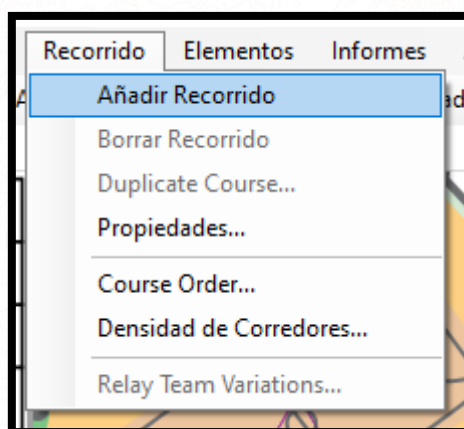 Recorrido Elementos Informes
Añadir Recorrido
Borrar Recorrido
Duplicate Course...
Propiedades...
Course Order...
Densidad de Corredores...
Relay Team Variations...